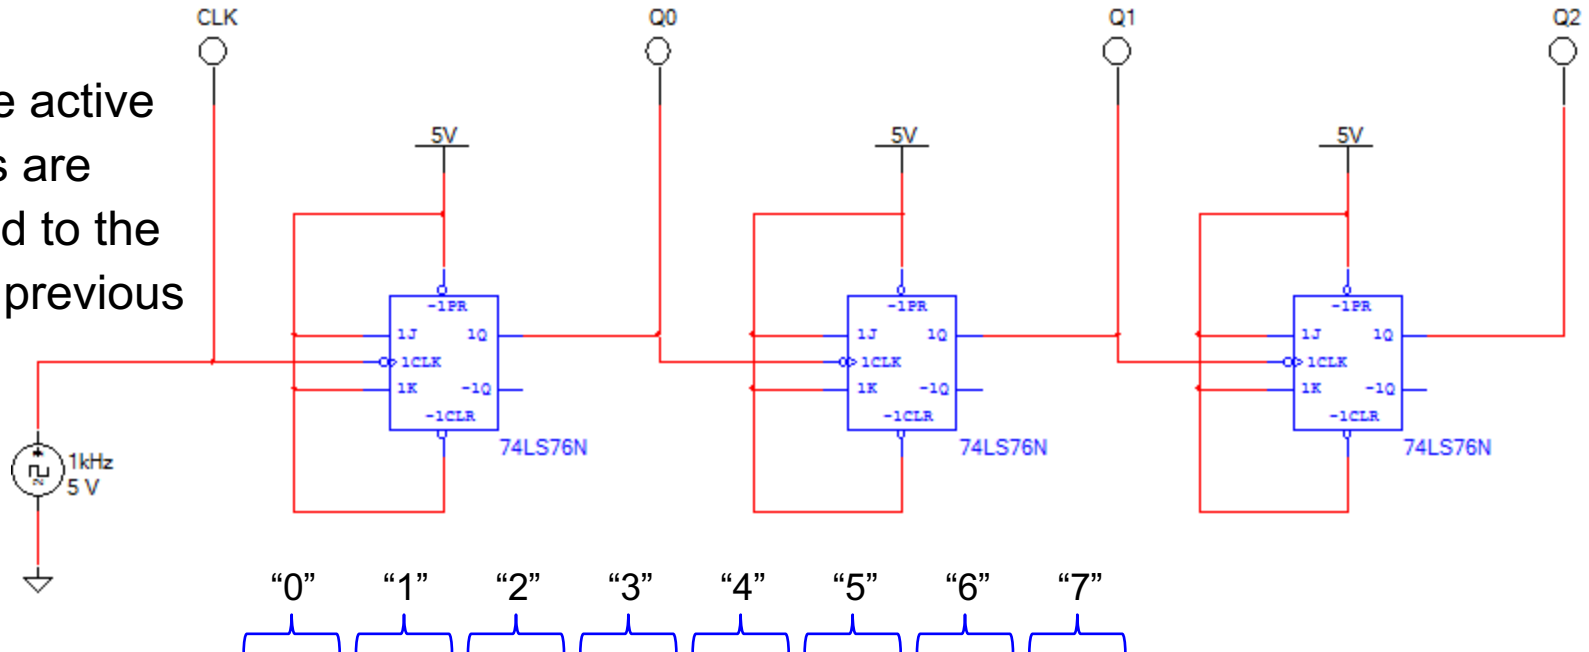 CLK
Q0
Q1
Q2
e active
s are
d to the
previous
5V
5V
5V
~1PR
1J 1Q
1CLK
1K ~1Q
~1CLR
74LS76N
~1PR
1J 1Q
1CLK
1K ~1Q
~1CLR
74LS76N
~1PR
1J 1Q
1CLK
1K ~1Q
~1CLR
74LS76N
1kHz
5 V
“0” “1” “2” “3” “4” “5” “6” “7”